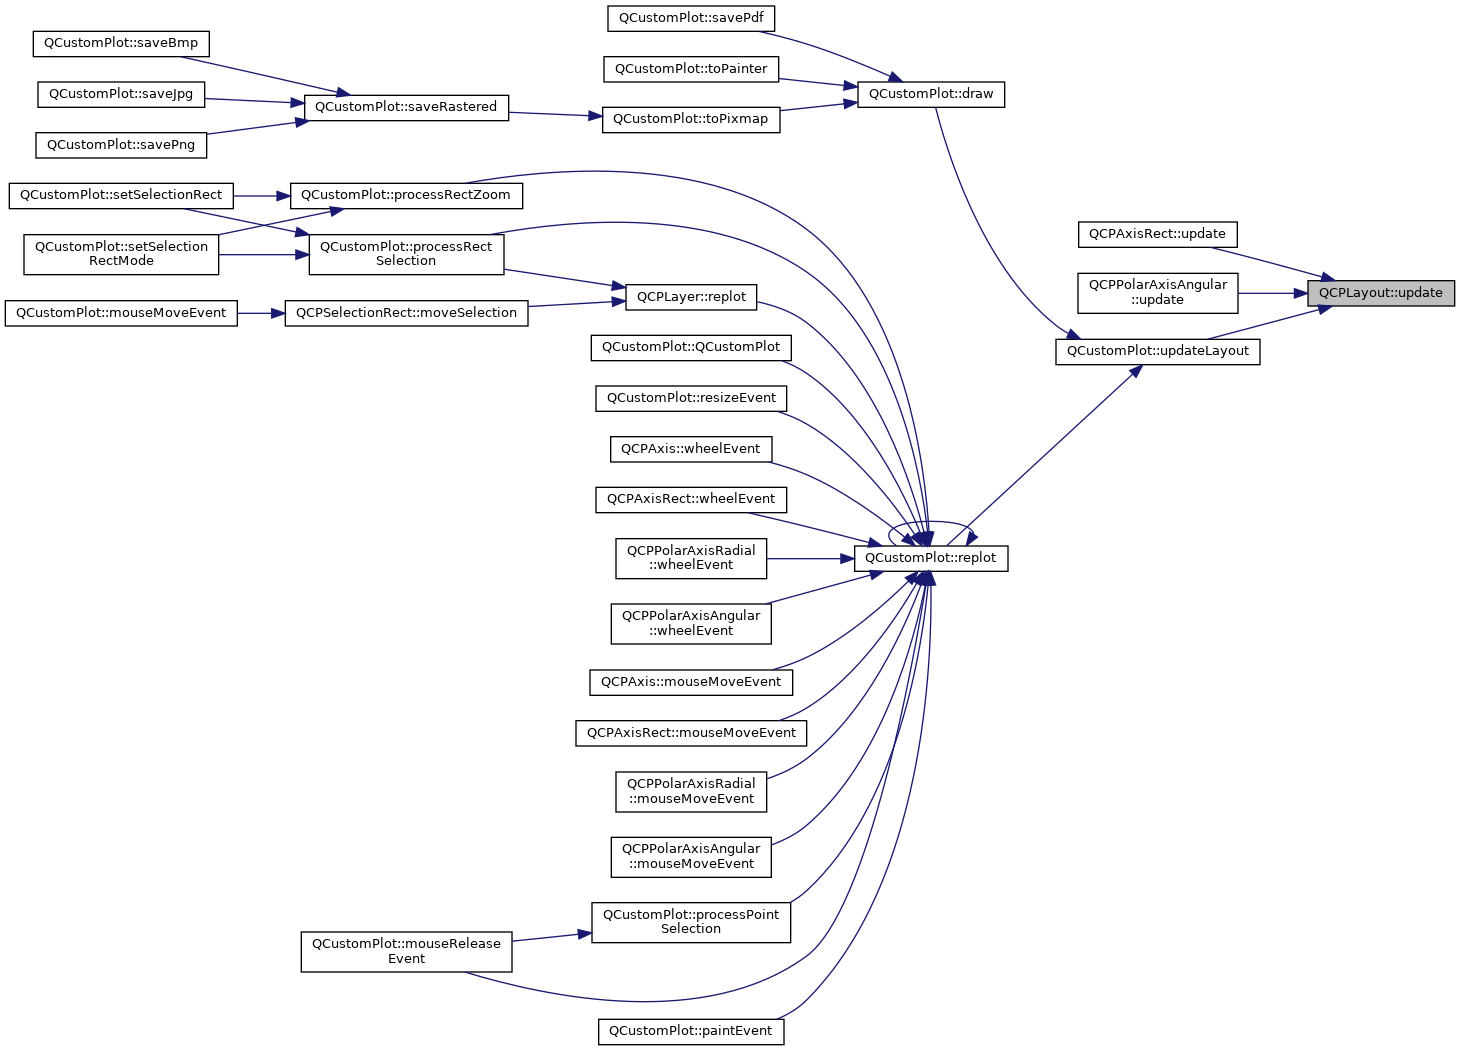 QCustomPlot::savePdf
QCustomPlot::saveBmp
QCustomPlot::toPainter
QCustomPlot::saveJpg
QCustomPlot::draw
QCustomPlot::saveRastered
QCustomPlot::toPixmap
QCustomPlot::savePng
QCustomPlot::setSelectionRect
QCustomPlot::processRectZoom
QCPAxisRect::update
QCustomPlot::setSelection
RectMode
QCustomPlot::processRect
Selection
QCPPolarAxisAngular
::update
QCPLayout::update
QCPLayer::replot
QCustomPlot::mouseMoveEvent
QCPSelectionRect::moveSelection
QCustomPlot::QCustomPlot
QCustomPlot::updateLayout
QCustomPlot::resizeEvent
QCPAxis::wheelEvent
QCPAxisRect::wheelEvent
QCPPolarAxisRadial
::wheelEvent
QCustomPlot::replot
QCPPolarAxisAngular
::wheelEvent
QCPAxis::mouseMoveEvent
QCPAxisRect::mouseMoveEvent
QCPPolarAxisRadial
::mouseMoveEvent
QCPPolarAxisAngular
::mouseMoveEvent
QCustomPlot::processPoint
Selection
QCustomPlot::mouseRelease
Event
QCustomPlot::paintEvent